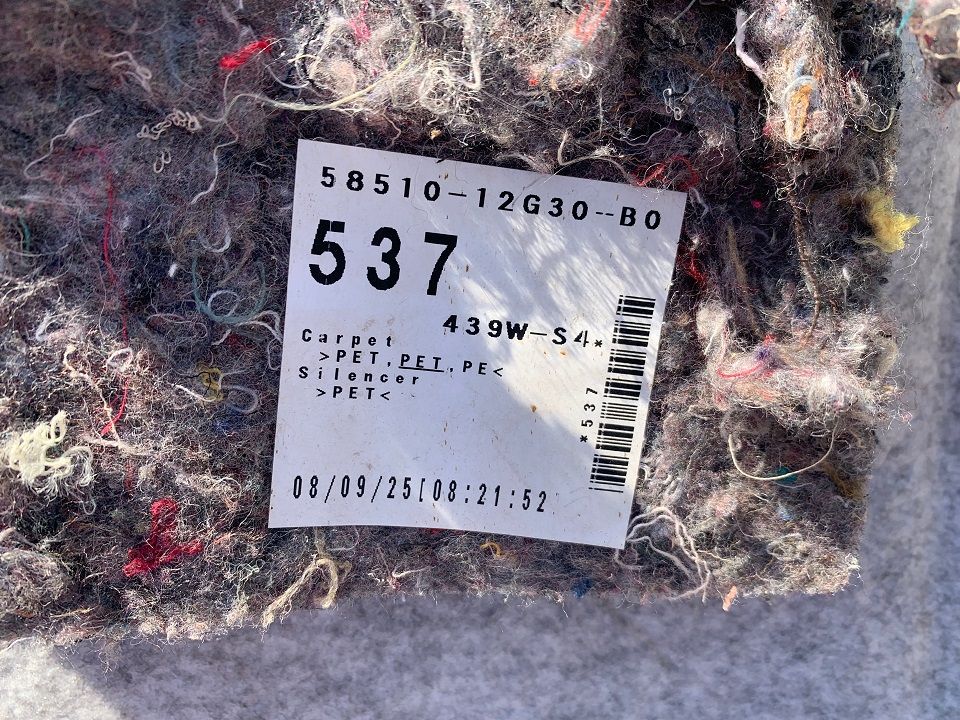 58510-12G30--B0
537
439W-S4*
Carpet
>PET,PET,PE<
Silencer
>PET<
*537
08/09/25[08:21:52